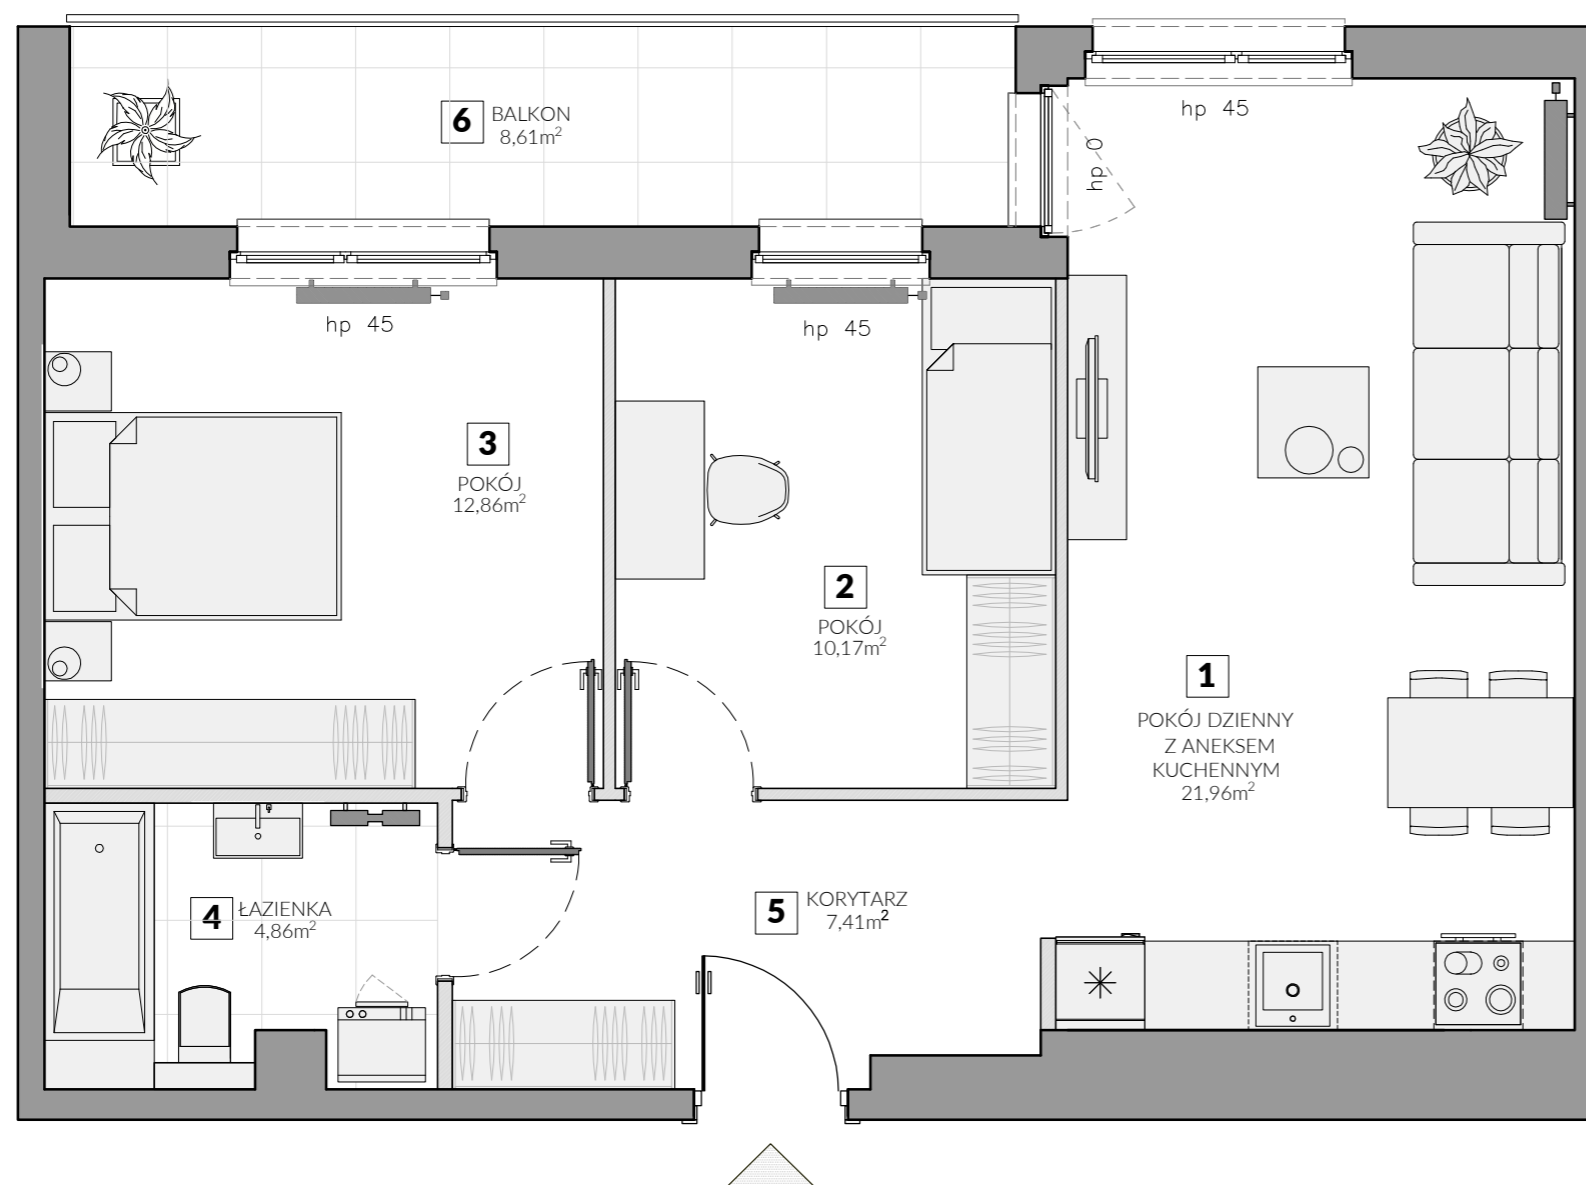 6
BALKON
8,61m²
hp 45
hp 0
hp 45
hp 45
3
POKÓJ
12,86m²
2
POKÓJ
10,17m²
1
POKÓJ DZIENNY
Z ANEKSEM
KUCHENNYM
21,96m²
4
ŁAZIENKA
4,86m²
5
KORYTARZ
7,41m²